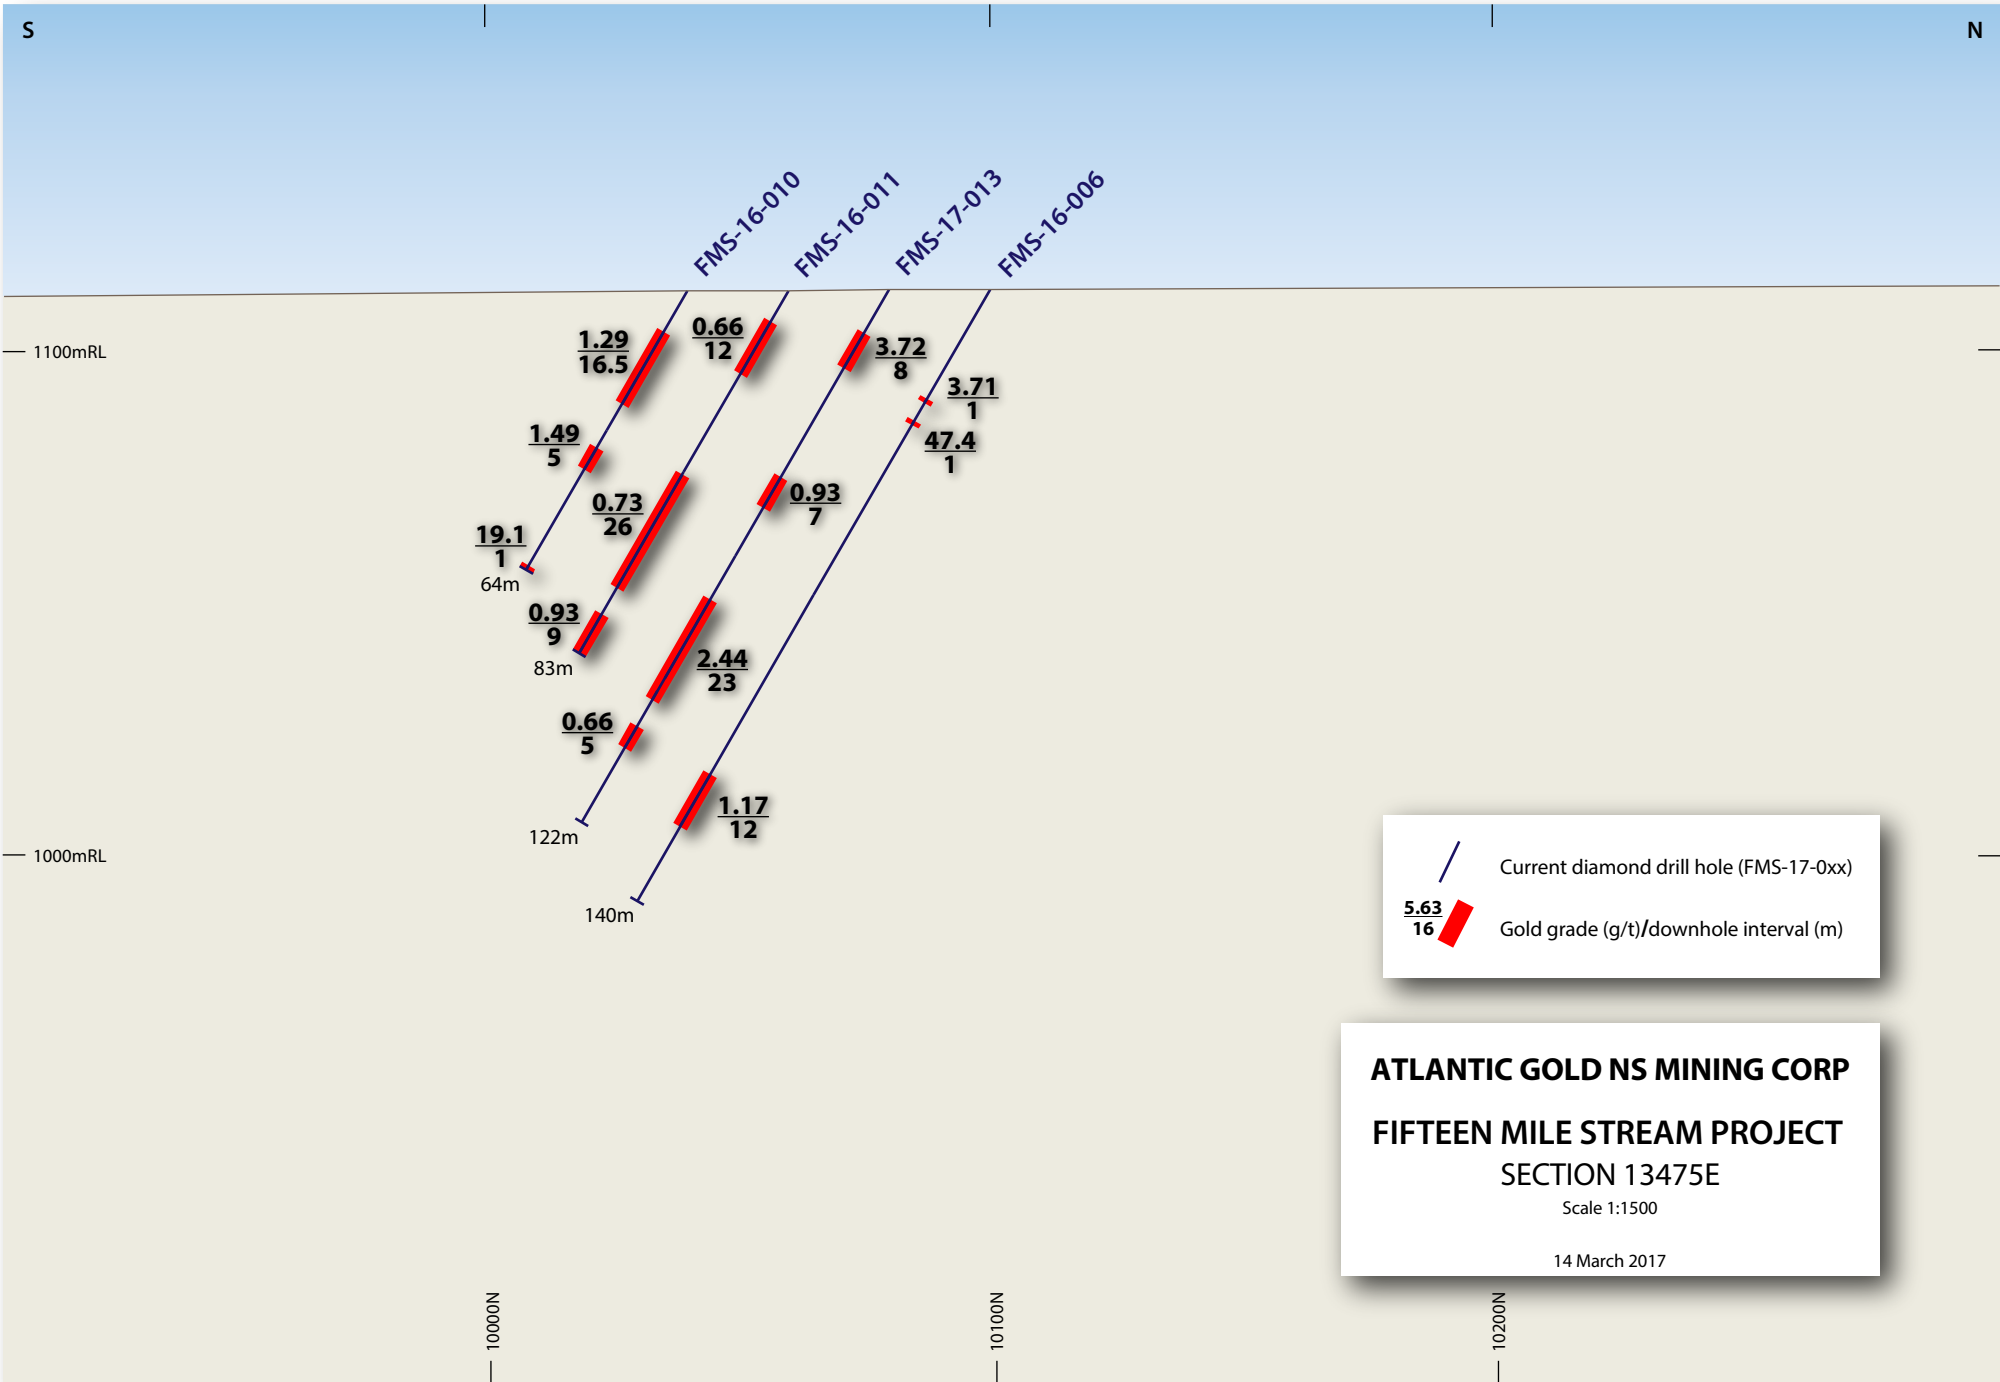 S
N
FMS-16-010
FMS-16-011
FMS-17-013
FMS-16-006
1100mRL
1.29
16.5
0.66
12
3.72
8
3.71
1
47.4
1
1.49
5
0.73
26
0.93
7
19.1
1
64m
0.93
9
83m
2.44
23
0.66
5
122m
1.17
12
140m
1000mRL
Current diamond drill hole (FMS-17-0xx)
5.63
16
Gold grade (g/t)/downhole interval (m)
ATLANTIC GOLD NS MINING CORP
FIFTEEN MILE STREAM PROJECT
SECTION 13475E
Scale 1:1500
14 March 2017
10000N
10100N
10200N